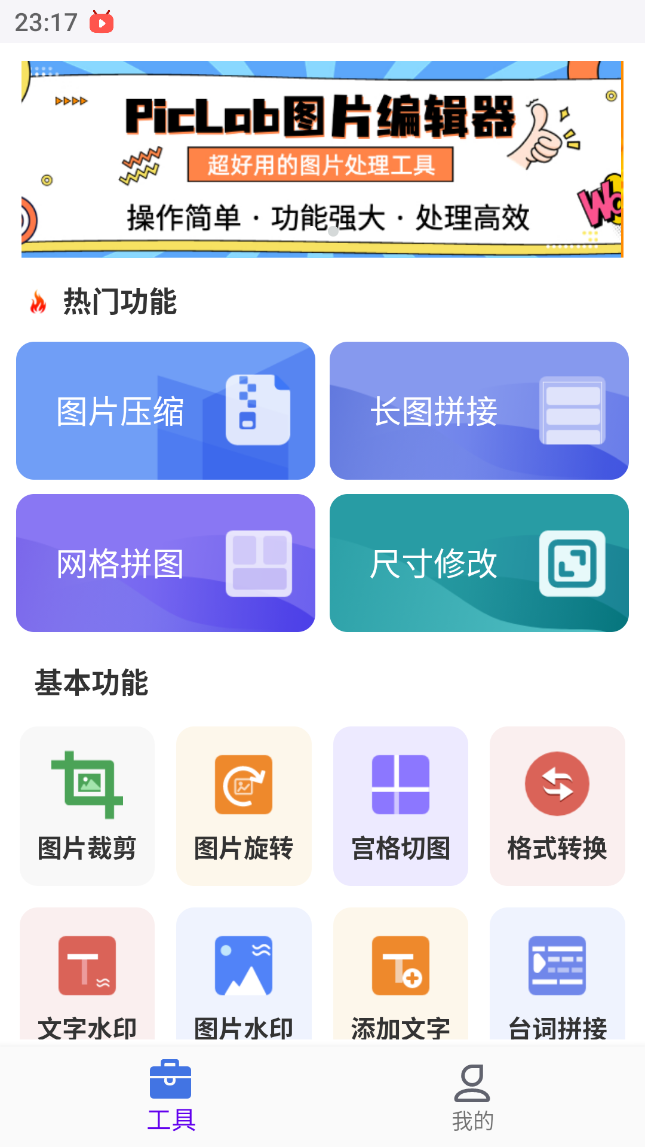 23:17
PicLab图片编辑器
超好用的图片处理工具
操作简单 · 功能强大 · 处理高效
热门功能
图片压缩
长图拼接
网格拼图
尺寸修改
基本功能
图片裁剪
图片旋转
宫格切图
格式转换
文字水印
图片水印
添加文字
台词拼接
工具
我的